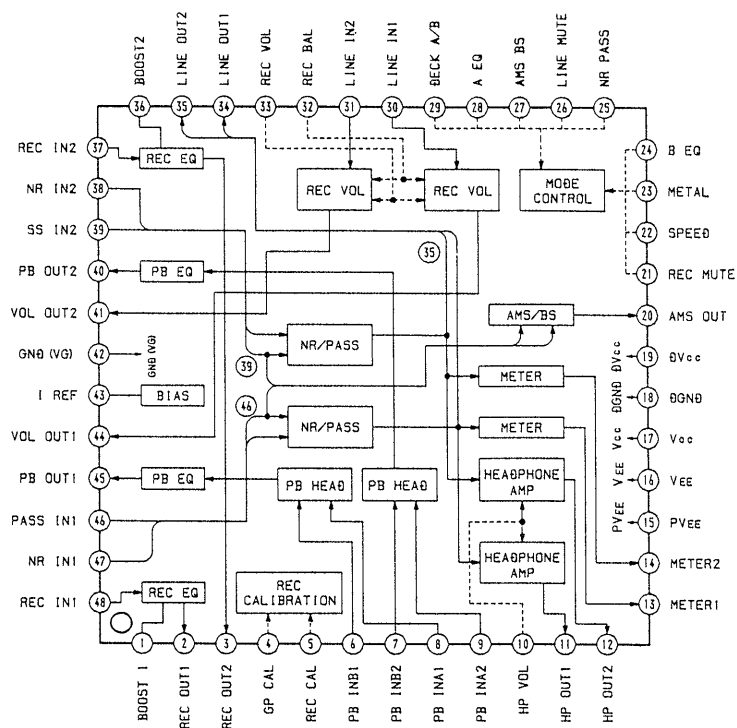 BOOST2
LINE OUT2
LINE OUT1
REC VOL
REC BAL
LINE IN2
LINE IN1
DECK A/B
A EQ
AMS BS
LINE MUTE
NR PASS
36
35
34
33
32
31
30
29
28
27
26
25
REC IN2
37
REC EQ
24
B EQ
NR IN2
38
REC VOL
REC VOL
MODE
CONTROL
23
METAL
SS IN2
39
22
SPEED
35
PB OUT2
40
PB EQ
21
REC MUTE
VOL OUT2
41
AMS/BS
20
AMS OUT
GND (VG)
42
GND (VG)
NR/PASS
DVcc
19
DVcc
39
I REF
43
BIAS
METER
DGND
18
DGND
46
VOL OUT1
44
NR/PASS
METER
Vcc
17
Vcc
PB OUT1
45
PB EQ
PB HEAD
PB HEAD
HEADPHONE
AMP
VEE
16
VEE
PASS IN1
46
PVEE
15
PVEE
NR IN1
47
HEADPHONE
AMP
14
METER2
REC IN1
48
REC EQ
REC
CALIBRATION
13
METER1
1
2
3
4
5
6
7
8
9
10
11
12
BOOST 1
REC OUT1
REC OUT2
GP CAL
REC CAL
PB INB1
PB INB2
PB INA1
PB INA2
HP VOL
HP OUT1
HP OUT2